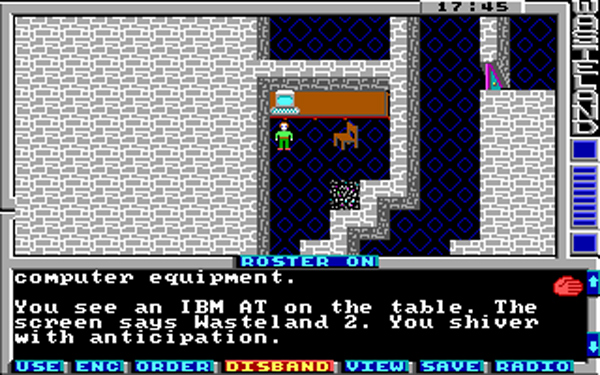 17:45
WASTELAND
ROSTER ON
computer equipment.
You see an IBM AT on the table. The
screen says Wasteland 2. You shiver
with anticipation.
USE ENC ORDER DISBAND VIEW SAVE RADIO